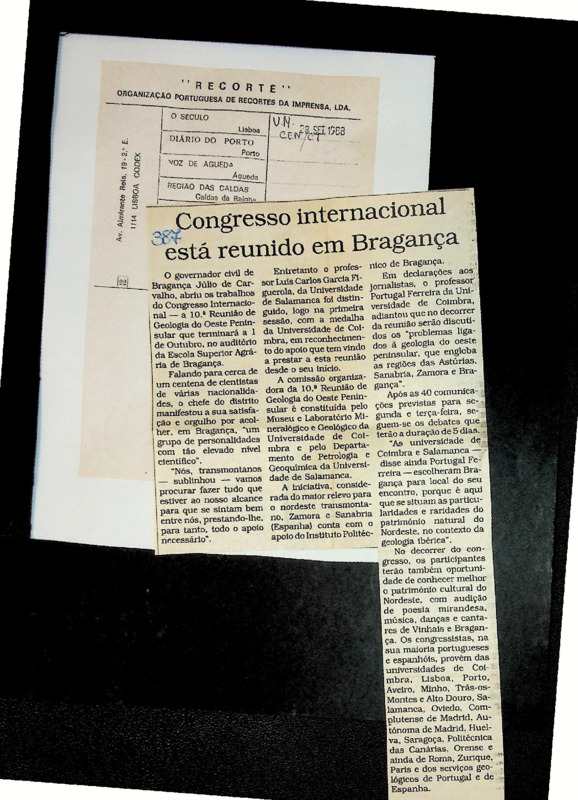 "RECORTE"
ORGANIZAÇÃO PORTUGUESA DE RECORTES DA IMPRENSA, LDA.
Av. Almirante Reis, 19-2.º E.
1114 LISBOA CODEX
22
O SECULO
Lisboa
DIÁRIO DO PORTO
Porto
VOZ DE AGUEDA
Águeda
REGIÃO DAS CALDAS
Caldas da Rainha
28 SET. 1988
387
Congresso internacional
está reunido em Bragança
O governador civil de
Bragança Júlio de Car-
valho, abriu os trabalhos
do Congresso Internacio-
nal — a 10.ª Reunião de
Geologia do Oeste Penin-
sular que terminará a 1
de Outubro, no auditório
da Escola Superior Agrá-
ria de Bragança.
Falando para cerca de
um centena de cientistas
de várias nacionalida-
des, o chefe do distrito
manifestou a sua satisfa-
ção e orgulho por acol-
her, em Bragança, "um
grupo de personalidades
com tão elevado nível
científico".
"Nós, transmontanos
— sublinhou — vamos
procurar fazer tudo que
estiver ao nosso alcance
para que se sintam bem
entre nós, prestando-lhe,
para tanto, todo o apoio
necessário".
Entretanto o profes-
sor Luís Carlos Garcia Fi-
guerola, da Universidade
de Salamanca foi distin-
guido, logo na primeira
sessão, com a medalha
da Universidade de Coim-
bra, em reconhecimento
do apoio que tem vindo
a prestar a esta reunião
desde o seu início.
A comissão organiza-
dora da 10.ª Reunião de
Geologia do Oeste Penin-
sular é constituída pelo
Museu e Laboratório Mi-
neralógico e Geológico da
Universidade de Coim-
bra e pelo Departa-
mento de Petrologia e
Geoquímica da Universi-
dade de Salamanca.
A iniciativa, conside-
rada do maior relevo para
o nordeste transmonta-
no, Zamora e Sanabria
(Espanha) conta com o
apoio do Instituto Politéc-
nico de Bragança.
Em declarações aos
jornalistas, o professor
Portugal Ferreira da Uni-
versidade de Coimbra,
adiantou que no decorrer
da reunião serão discuti-
dos os "problemas liga-
dos à geologia do oeste
peninsular, que engloba
as regiões das Astúrias,
Sanabria, Zamora e Bra-
gança".
Após as 40 comunica-
ções previstas para se-
gunda e terça-feira, se-
guem-se os debates que
terão a duração de 5 dias.
"As universidade de
Coimbra e Salamanca —
disse ainda Portugal Fer-
reira — escolheram Bra-
gança para local do seu
encontro, porque é aqui
que se situam as particu-
laridades e raridades do
património natural do
Nordeste, no contexto da
geologia ibérica".
No decorrer do con-
gresso, os participantes
terão também oportuni-
dade de conhecer melhor
o património cultural do
Nordeste, com audição
de poesia mirandesa,
música, danças e canta-
res de Vinhais e Bragan-
ça. Os congressistas, na
sua maioria portugueses
e espanhóis, provêm das
universidades de Coi-
mbra, Lisboa, Porto,
Aveiro, Minho, Trás-os-
Montes e Alto Douro, Sa-
lamanca, Oviedo, Com-
plutense de Madrid, Au-
tónoma de Madrid, Huel-
va, Saragoça, Politécnica
das Canárias, Orense e
ainda de Roma, Zurique,
Paris e dos serviços geo-
lógicos de Portugal e de
Espanha.